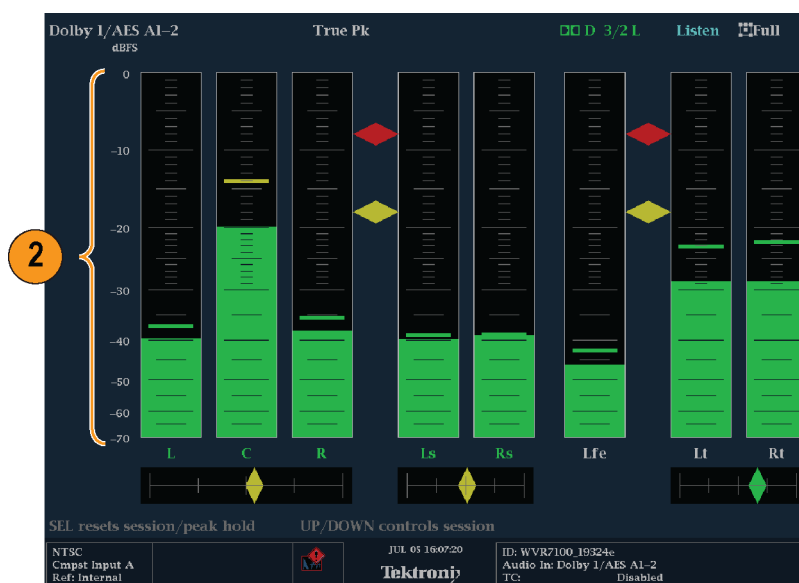 Dolby 1/AES A1–2
True Pk
D 3/2 L
Listen
Full
dBFS
0
–10
–20
–30
–40
–50
–60
–70
2
L C R Ls Rs Lfe Lt Rt
SEL resets session/peak hold UP/DOWN controls session
NTSC
Cmpst Input A
Ref: Internal
JUL 05 16:07:20
Tektronix
ID: WVR7100_19324e
Audio In: Dolby 1/AES A1–2
TC: Disabled